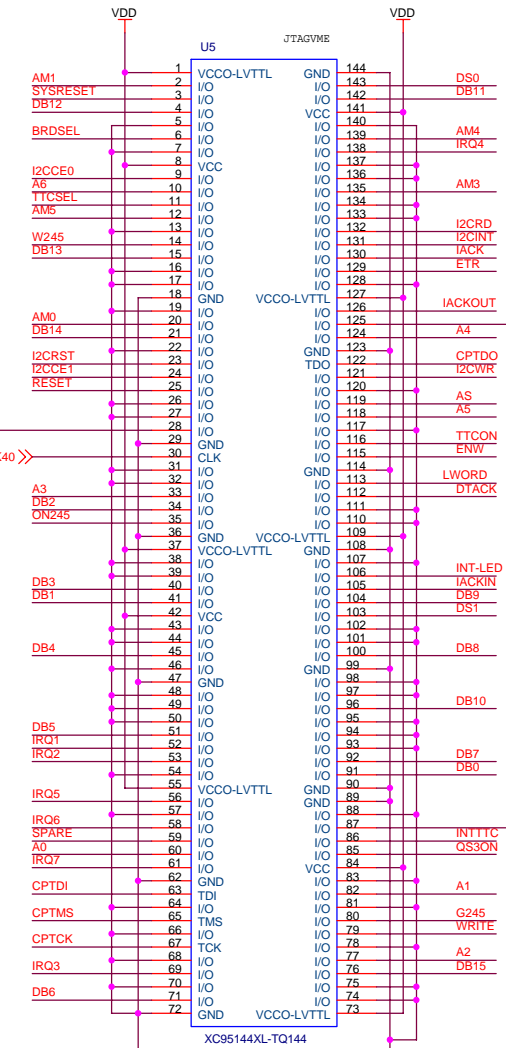 VDD VDD
U5 JTAGVME
1 VCCO-LVTTL GND 144
AM1 2 I/O I/O 143 DS0
SYSRESET 3 I/O I/O 142 DB11
DB12 4 I/O VCC 141
5 I/O I/O 140
BRDSEL 6 I/O I/O 139 AM4
7 I/O I/O 138 IRQ4
8 VCC I/O 137
I2CCE0 9 I/O I/O 136
A6 10 I/O I/O 135 AM3
TTCSEL 11 I/O I/O 134
AM5 12 I/O I/O 133
13 I/O I/O 132 I2CRD
W245 14 I/O I/O 131 I2CINT
DB13 15 I/O I/O 130 IACK
16 I/O I/O 129 ETR
17 I/O I/O 128
18 GND VCCO-LVTTL 127
19 I/O I/O 126 IACKOUT
AM0 20 I/O I/O 125
DB14 21 I/O I/O 124 A4
22 I/O GND 123
I2CRST 23 I/O TDO 122 CPTDO
I2CCE1 24 I/O I/O 121 I2CWR
RESET 25 I/O I/O 120
26 I/O I/O 119 AS
27 I/O I/O 118 A5
28 I/O I/O 117
29 GND I/O 116 TTCON
40 30 CLK I/O 115 ENW
31 I/O GND 114
32 I/O I/O 113 LWORD
A3 33 I/O I/O 112 DTACK
DB2 34 I/O I/O 111
ON245 35 I/O I/O 110
36 GND VCCO-LVTTL 109
37 VCCO-LVTTL GND 108
38 I/O I/O 107
39 I/O I/O 106 INT-LED
DB3 40 I/O I/O 105 IACKIN
DB1 41 I/O I/O 104 DB9
42 VCC I/O 103 DS1
43 I/O I/O 102
44 I/O I/O 101
DB4 45 I/O I/O 100 DB8
46 I/O GND 99
47 GND I/O 98
48 I/O I/O 97
49 I/O I/O 96 DB10
50 I/O I/O 95
DB5 51 I/O I/O 94
IRQ1 52 I/O I/O 93
IRQ2 53 I/O I/O 92 DB7
54 I/O I/O 91 DB0
55 VCCO-LVTTL GND 90
IRQ5 56 I/O GND 89
57 I/O I/O 88
IRQ6 58 I/O I/O 87
SPARE 59 I/O I/O 86 INTTTC
A0 60 I/O I/O 85 QS3ON
IRQ7 61 I/O VCC 84
62 GND I/O 83
CPTDI 63 TDI I/O 82 A1
64 I/O I/O 81
CPTMS 65 TMS I/O 80 G245
66 I/O I/O 79 WRITE
CPTCK 67 TCK I/O 78
68 I/O I/O 77 A2
IRQ3 69 I/O I/O 76 DB15
70 I/O I/O 75
DB6 71 I/O I/O 74
72 GND VCCO-LVTTL 73
XC95144XL-TQ144